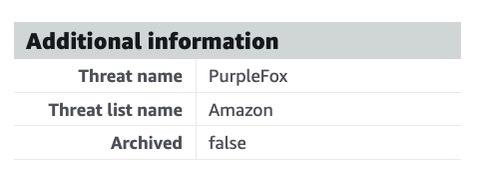 Additional information
Threat name PurpleFox
Threat list name Amazon
Archived false